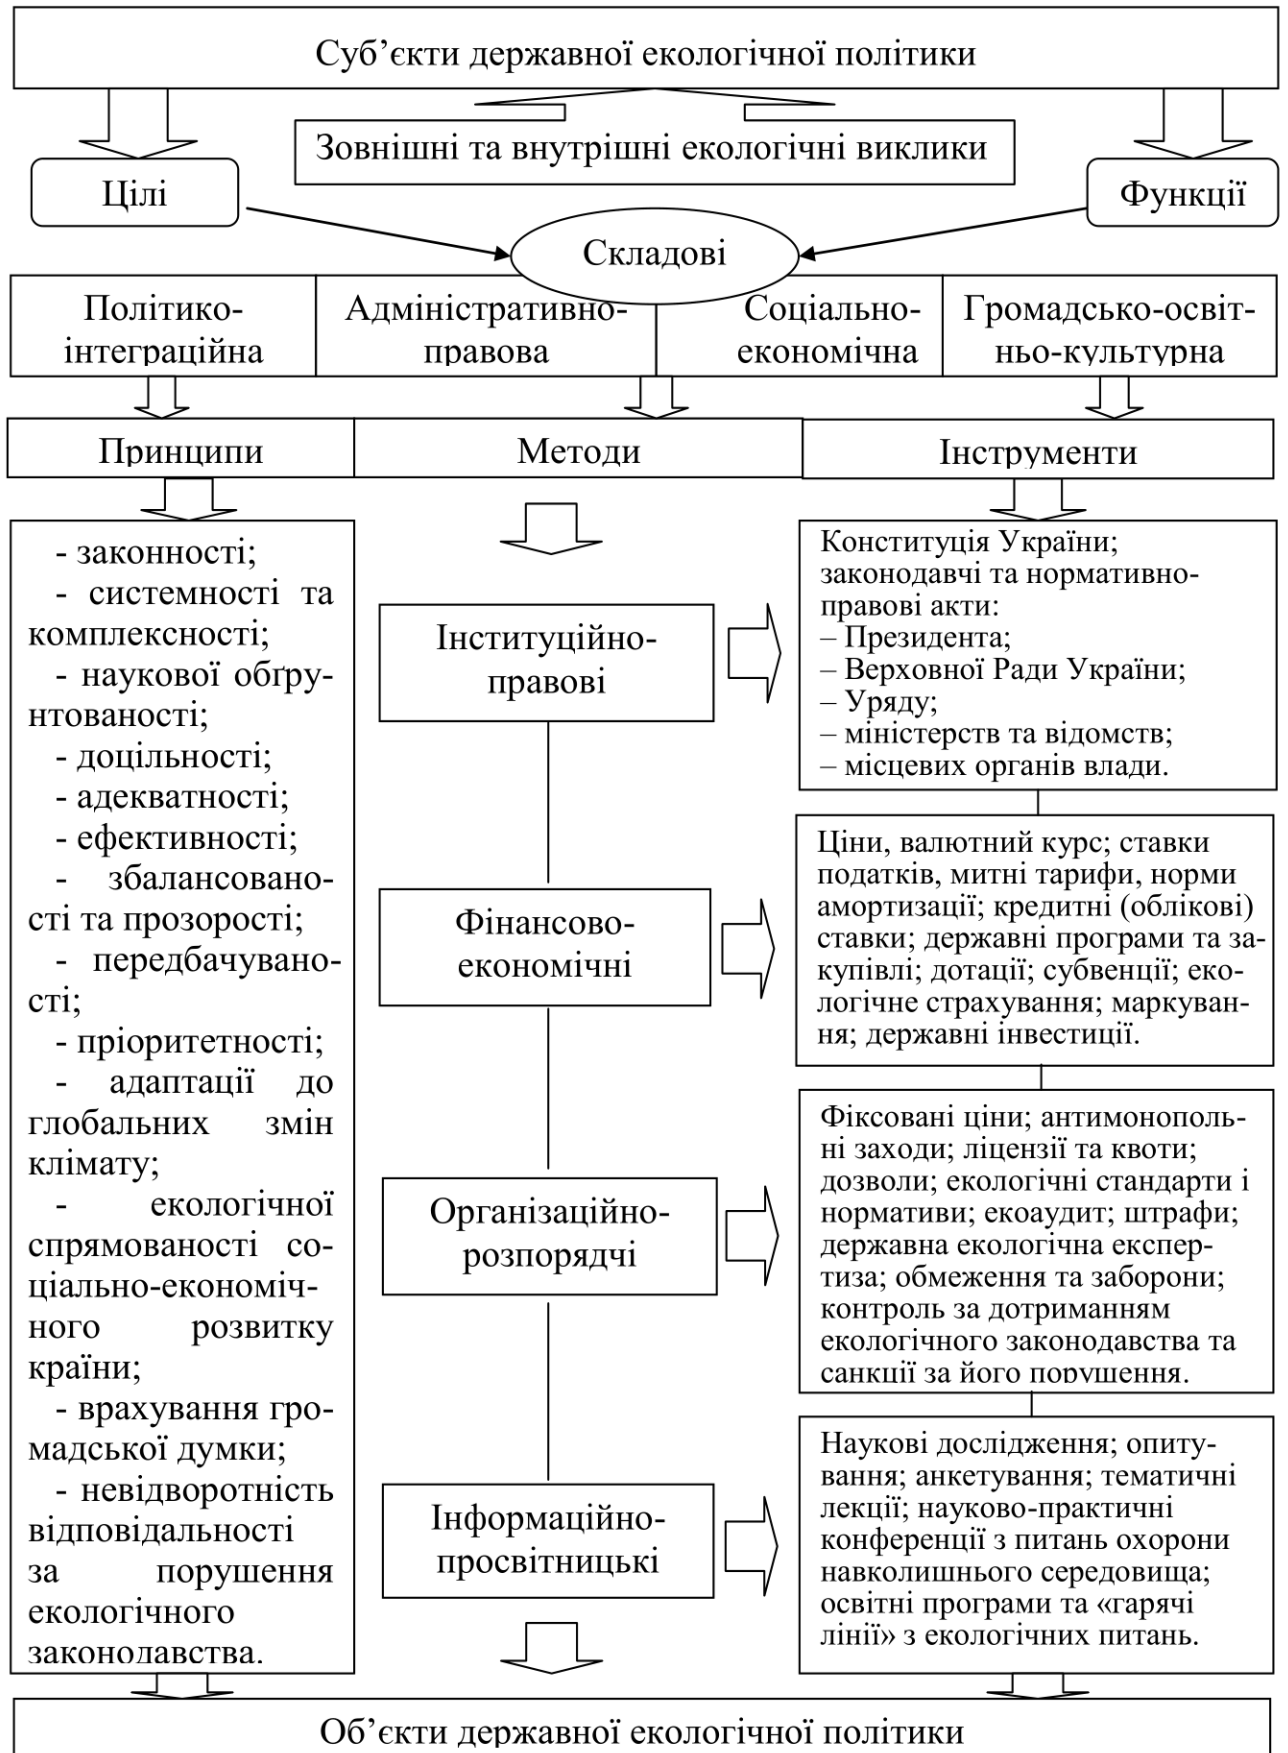 Суб’єкти державної екологічної політики
Зовнішні та внутрішні екологічні виклики
Цілі
Функції
Складові
Політико-
інтеграційна
Адміністративно-
правова
Соціально-
економічна
Громадсько-освіт-
ньо-культурна
Принципи
Методи
Інструменти
- законності;
- системності та
комплексності;
- наукової обґру-
нтованості;
- доцільності;
- адекватності;
- ефективності;
- збалансовано-
сті та прозорості;
- передбачувано-
сті;
- пріоритетності;
- адаптації до
глобальних змін
клімату;
- екологічної
спрямованості со-
ціально-економіч-
ного розвитку
країни;
- врахування гро-
мадської думки;
- невідворотність
відповідальності
за порушення
екологічного
законодавства.
Інституційно-
правові
Фінансово-
економічні
Організаційно-
розпорядчі
Інформаційно-
просвітницькі
Конституція України;
законодавчі та нормативно-
правові акти:
– Президента;
– Верховної Ради України;
– Уряду;
– міністерств та відомств;
– місцевих органів влади.
Ціни, валютний курс; ставки
податків, митні тарифи, норми
амортизації; кредитні (облікові)
ставки; державні програми та за-
купівлі; дотації; субвенції; еко-
логічне страхування; маркуван-
ня; державні інвестиції.
Фіксовані ціни; антимонополь-
ні заходи; ліцензії та квоти;
дозволи; екологічні стандарти і
нормативи; екоаудит; штрафи;
державна екологічна експер-
тиза; обмеження та заборони;
контроль за дотриманням
екологічного законодавства та
санкції за його порушення.
Наукові дослідження; опиту-
вання; анкетування; тематичні
лекції; науково-практичні
конференції з питань охорони
навколишнього середовища;
освітні програми та «гарячі
лінії» з екологічних питань.
Об’єкти державної екологічної політики